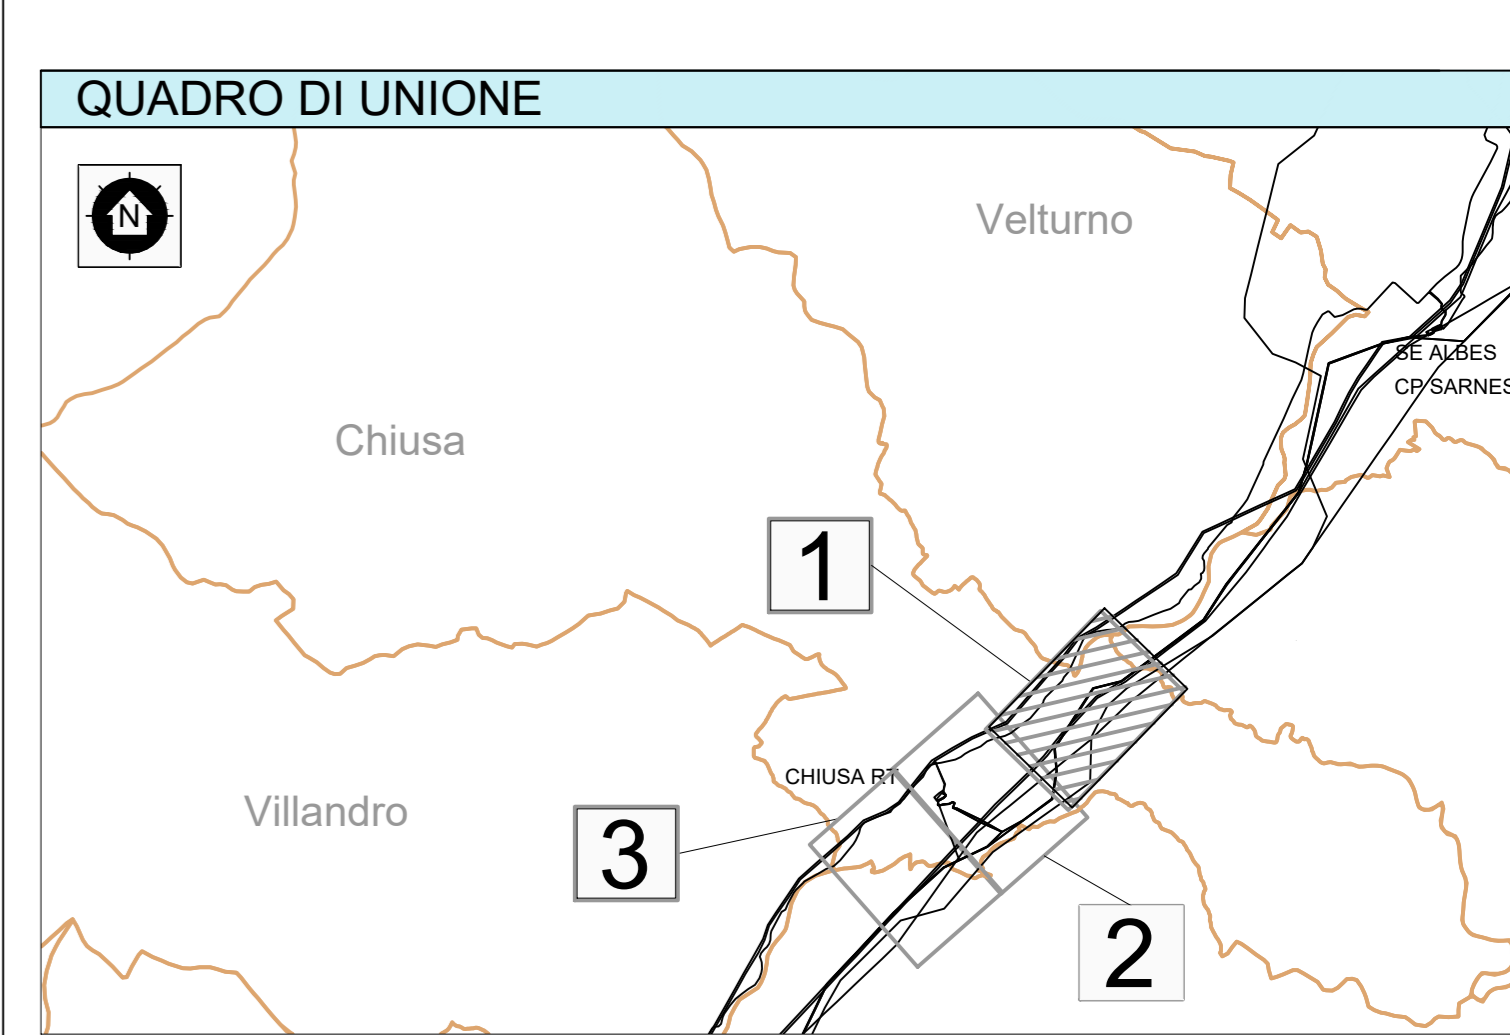 QUADRO DI UNIONE
N
Velturno
SE ALBES
CP SARNES
Chiusa
1
CHIUSA RT
Villandro
3
2